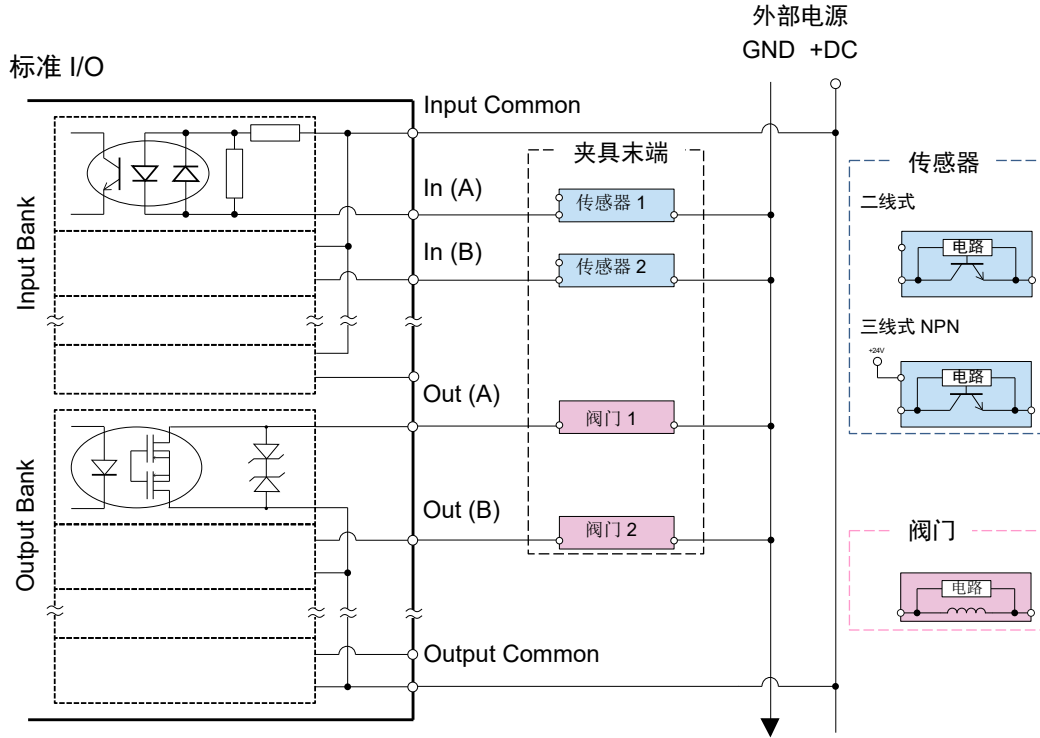 外部电源
GND +DC
标准 I/O
Input Common
夹具末端
传感器
In (A)
传感器 1
二线式
Input Bank
In (B)
传感器 2
电路
三线式 NPN
+24V
电路
Out (A)
阀门 1
Output Bank
Out (B)
阀门 2
阀门
电路
Output Common